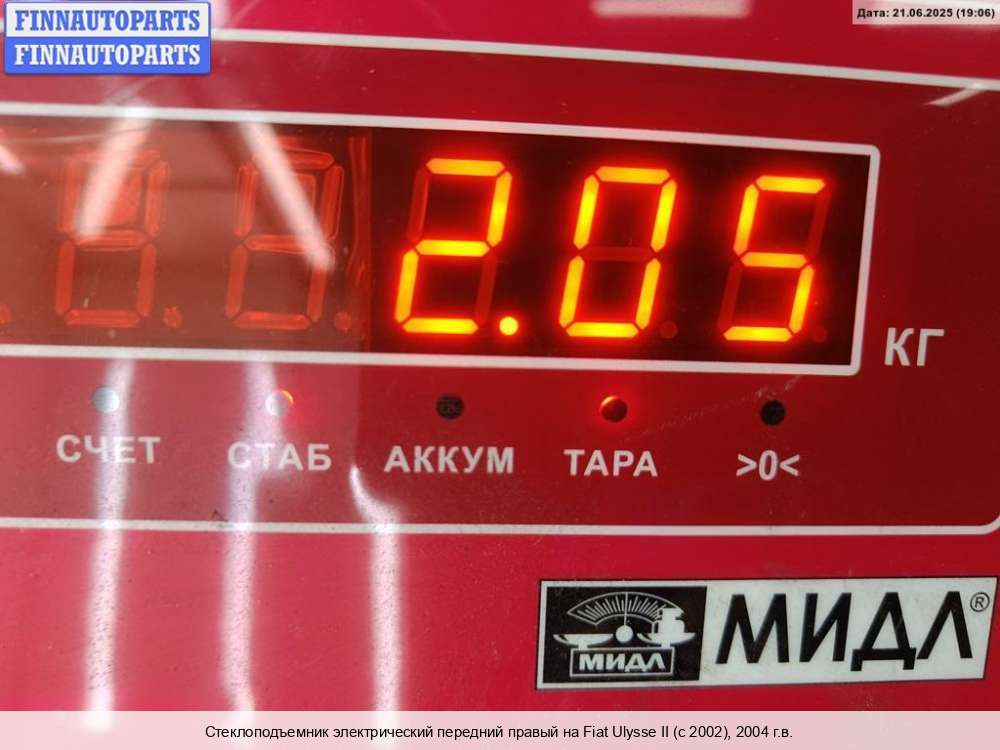 FINNAUTOPARTS
FINNAUTOPARTS
Дата: 21.06.2025 (19:06)
2.05
КГ
СЧЕТ СТАБ АККУМ ТАРА >0<
МИДЛ МИДЛ®
Стеклоподъемник электрический передний правый на Fiat Ulysse II (с 2002), 2004 г.в.